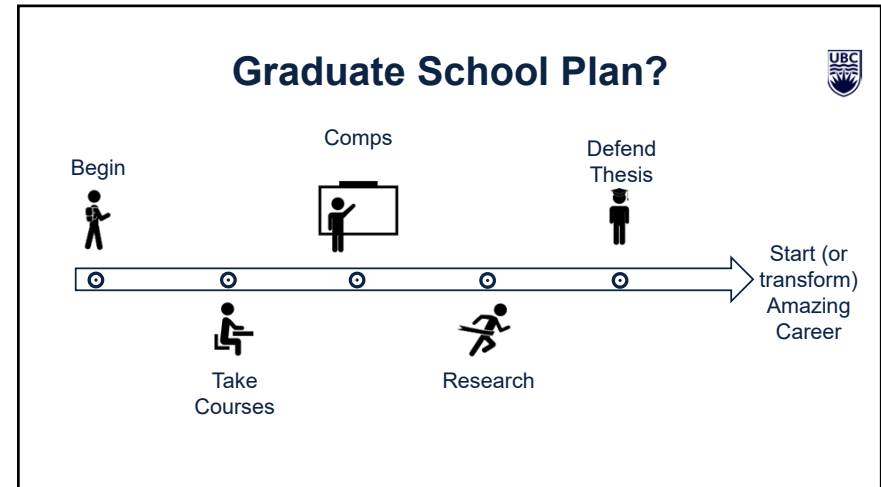 Graduate School Plan?
UBC
Begin
Comps
Defend
Thesis
Take
Courses
Research
Start (or
transform)
Amazing
Career